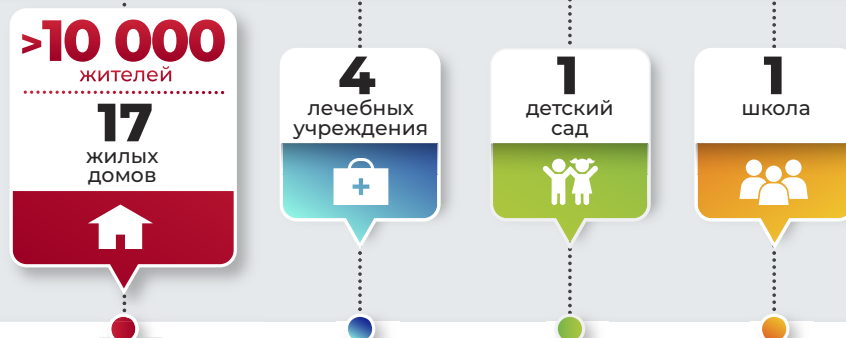 >10 000
жителей
17
жилых
домов
4
лечебных
учреждения
1
детский
сад
1
школа